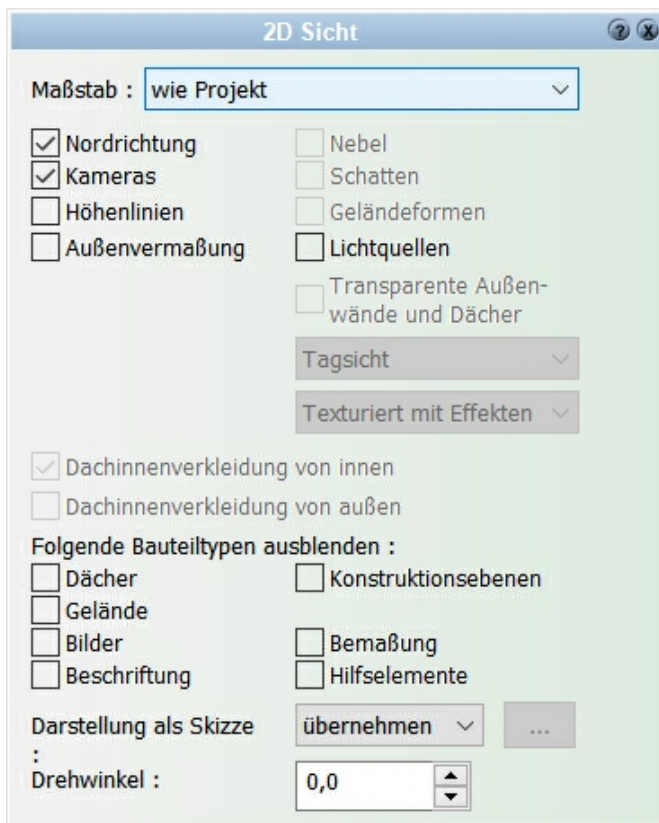 2D Sicht
Maßstab : wie Projekt
Nordrichtung Nebel
Kameras Schatten
Höhenlinien Geländeformen
Außenvermaßung Lichtquellen
Transparente Außen-
wände und Dächer
Tagsicht
Texturiert mit Effekten
Dachinnenverkleidung von innen
Dachinnenverkleidung von außen
Folgende Bauteiltypen ausblenden :
Dächer Konstruktionsebenen
Gelände
Bilder Bemaßung
Beschriftung Hilfselemente
Darstellung als Skizze übernehmen ...
:
Drehwinkel : 0,0